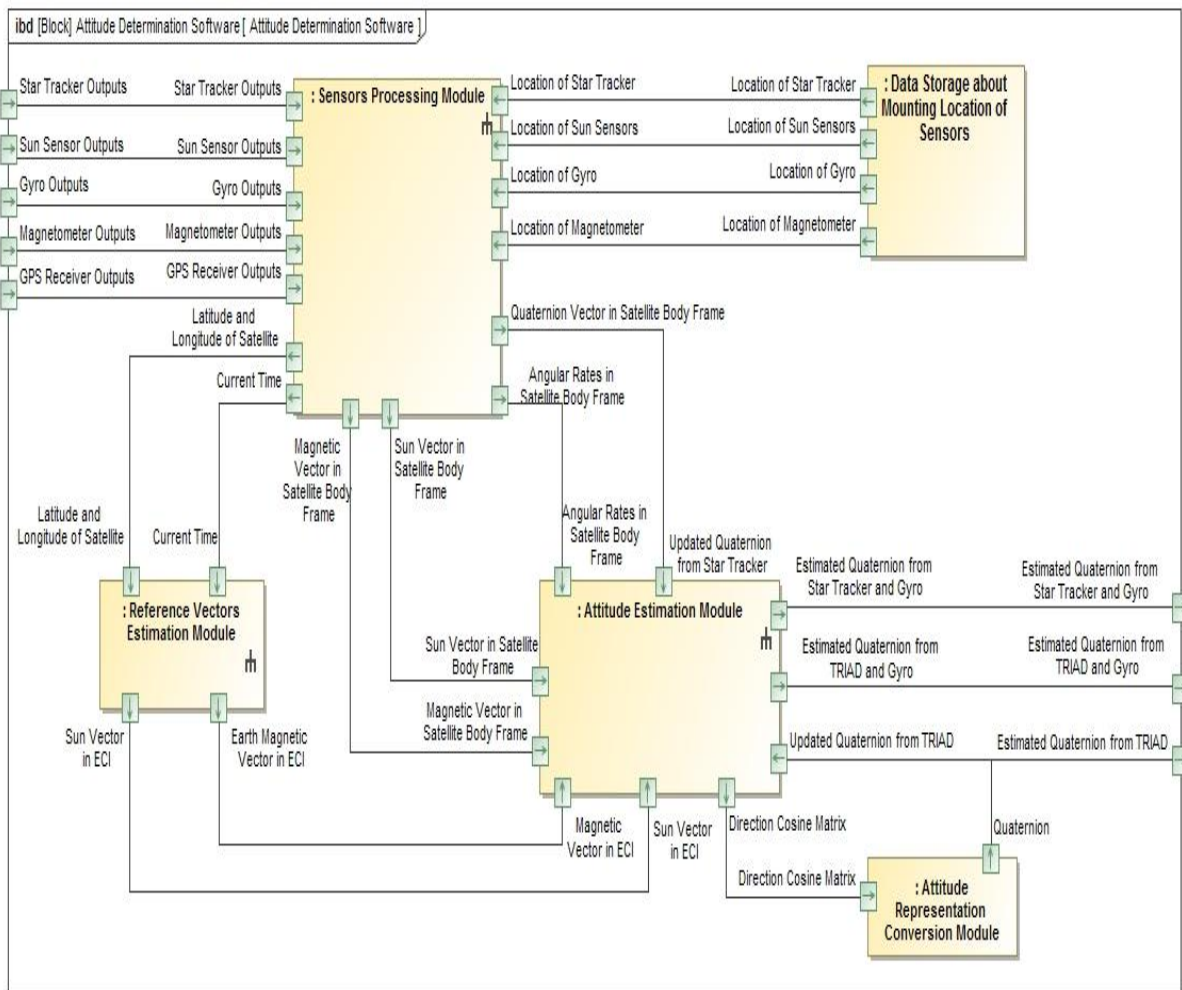 ibd [Block] Attitude Determination Software [ Attitude Determination Software ]
Star Tracker Outputs
Star Tracker Outputs
Sun Sensor Outputs
Sun Sensor Outputs
Gyro Outputs
Gyro Outputs
Magnetometer Outputs
Magnetometer Outputs
GPS Receiver Outputs
GPS Receiver Outputs
: Sensors Processing Module
Location of Star Tracker
Location of Star Tracker
Location of Sun Sensors
Location of Sun Sensors
Location of Gyro
Location of Gyro
Location of Magnetometer
Location of Magnetometer
: Data Storage about
Mounting Location of
Sensors
Latitude and
Longitude of Satellite
Current Time
Quaternion Vector in Satellite Body Frame
Angular Rates in
Satellite Body Frame
Magnetic
Vector in
Satellite Body
Frame
Sun Vector in
Satellite Body
Frame
Latitude and
Longitude of Satellite
Current Time
Angular Rates in
Satellite Body
Frame
Updated Quaternion
from Star Tracker
: Reference Vectors
Estimation Module
: Attitude Estimation Module
Estimated Quaternion from
Star Tracker and Gyro
Estimated Quaternion from
Star Tracker and Gyro
Sun Vector in Satellite
Body Frame
Estimated Quaternion from
TRIAD and Gyro
Estimated Quaternion from
TRIAD and Gyro
Magnetic Vector in
Satellite Body Frame
Updated Quaternion from TRIAD
Estimated Quaternion from TRIAD
Sun Vector
in ECI
Earth Magnetic
Vector in ECI
Magnetic
Vector in ECI
Sun Vector
in ECI
Direction Cosine Matrix
Quaternion
Direction Cosine Matrix
: Attitude
Representation
Conversion Module